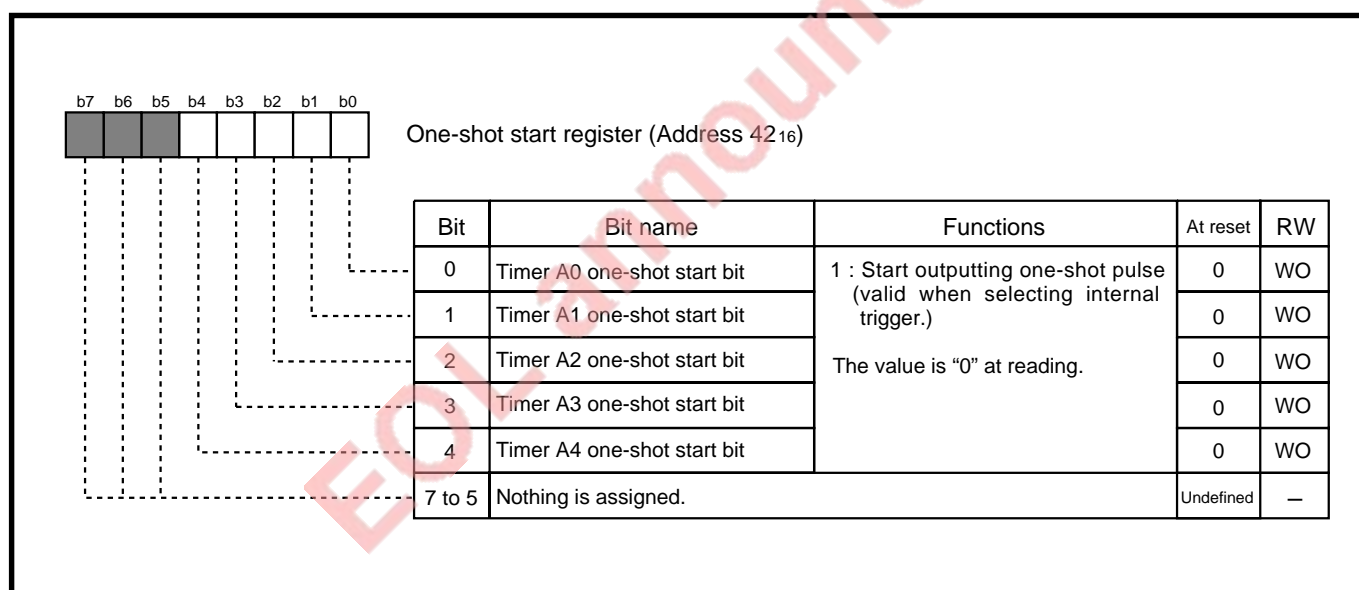 b7 b6 b5 b4 b3 b2 b1 b0
One-shot start register (Address 4216)
Bit Bit name Functions At reset RW
0 Timer A0 one-shot start bit 1 : Start outputting one-shot pulse 0 WO
(valid when selecting internal
1 Timer A1 one-shot start bit trigger.) 0 WO
2 Timer A2 one-shot start bit The value is “0” at reading. 0 WO
3 Timer A3 one-shot start bit 0 WO
4 Timer A4 one-shot start bit 0 WO
7 to 5 Nothing is assigned. Undefined –
EOL